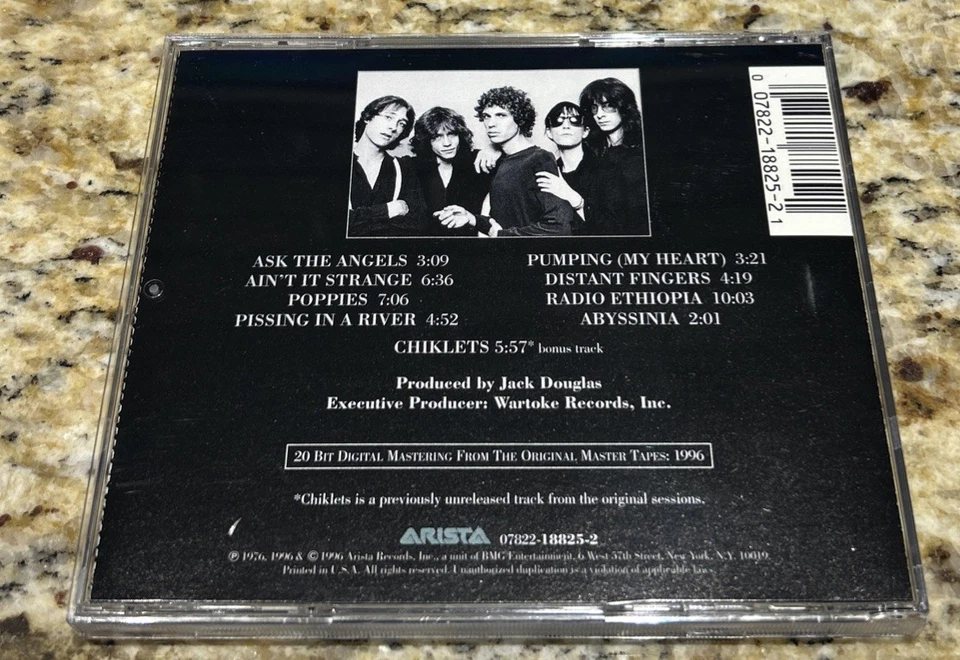 0 07822-18825-2 1
ASK THE ANGELS 3:09
AIN'T IT STRANGE 6:36
POPPIES 7:06
PISSING IN A RIVER 4:52
PUMPING (MY HEART) 3:21
DISTANT FINGERS 4:19
RADIO ETHIOPIA 10:03
ABYSSINIA 2:01
CHIKLETS 5:57* bonus track
Produced by Jack Douglas
Executive Producer: Wartoke Records, Inc.
20 BIT DIGITAL MASTERING FROM THE ORIGINAL MASTER TAPES: 1996
*Chiklets is a previously unreleased track from the original sessions.
ARISTA 07822-18825-2
℗ 1976, 1996 & © 1996 Arista Records, Inc., a unit of BMG Entertainment, 6 West 57th Street, New York, N.Y. 10019.
Printed in U.S.A. All rights reserved. Unauthorized duplication is a violation of applicable laws.